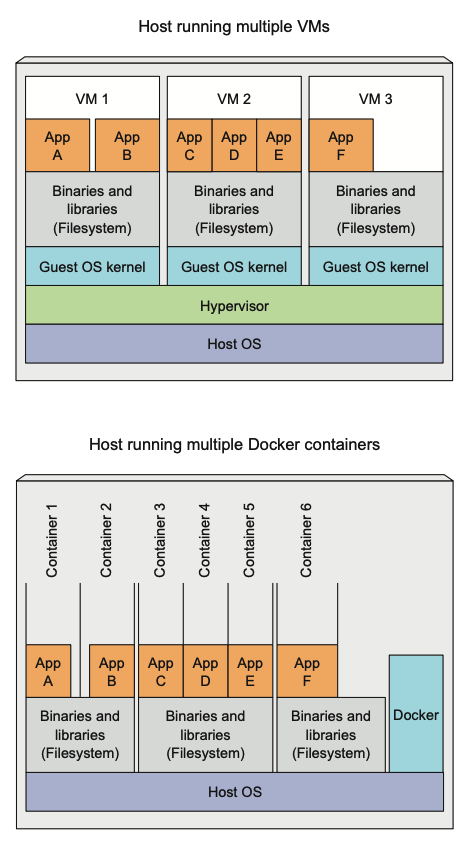 Host running multiple VMs
VM 1
VM 2
VM 3
App
A
App
B
App
C
App
D
App
E
App
F
Binaries and
libraries
(Filesystem)
Binaries and
libraries
(Filesystem)
Binaries and
libraries
(Filesystem)
Guest OS kernel
Guest OS kernel
Guest OS kernel
Hypervisor
Host OS
Host running multiple Docker containers
Container 1
Container 2
Container 3
Container 4
Container 5
Container 6
App
A
App
B
App
C
App
D
App
E
App
F
Binaries and
libraries
(Filesystem)
Binaries and
libraries
(Filesystem)
Binaries and
libraries
(Filesystem)
Docker
Host OS